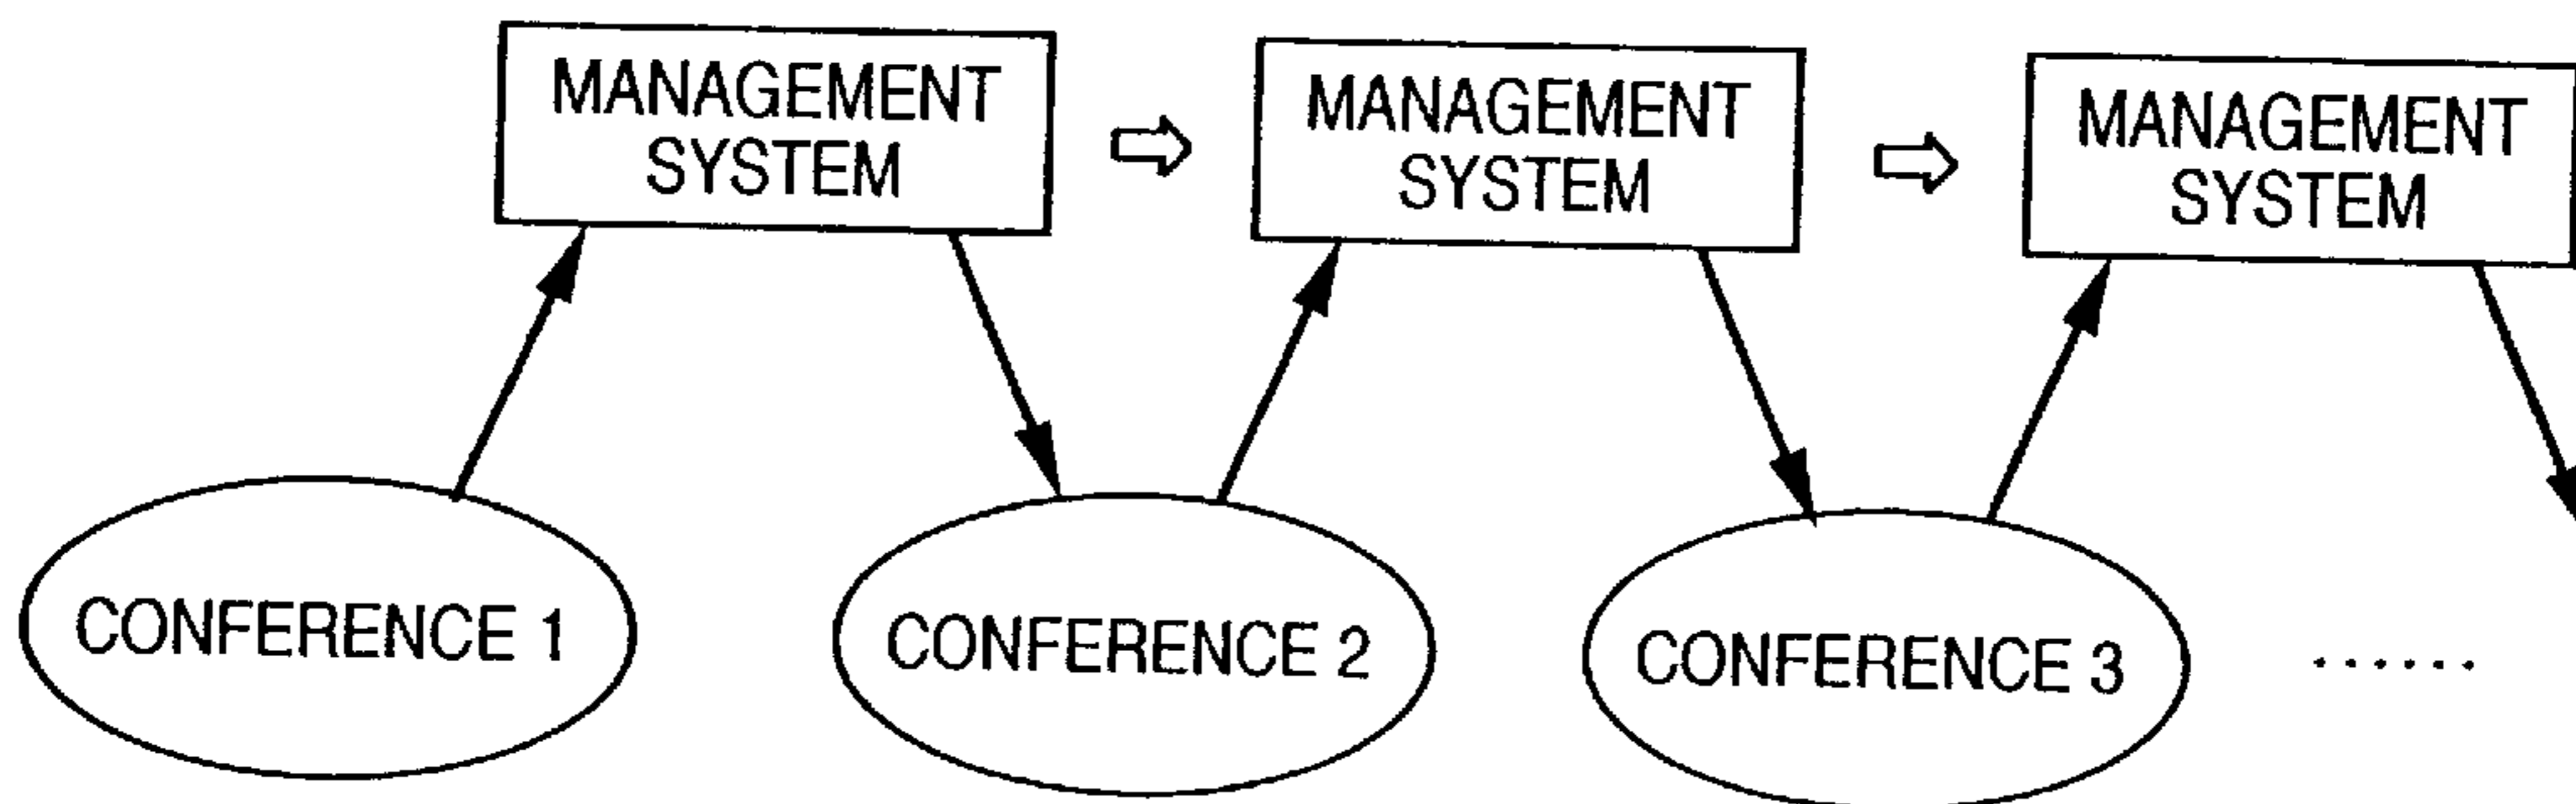 MANAGEMENT
SYSTEM
MANAGEMENT
SYSTEM
MANAGEMENT
SYSTEM
CONFERENCE 1
CONFERENCE 2
CONFERENCE 3
......